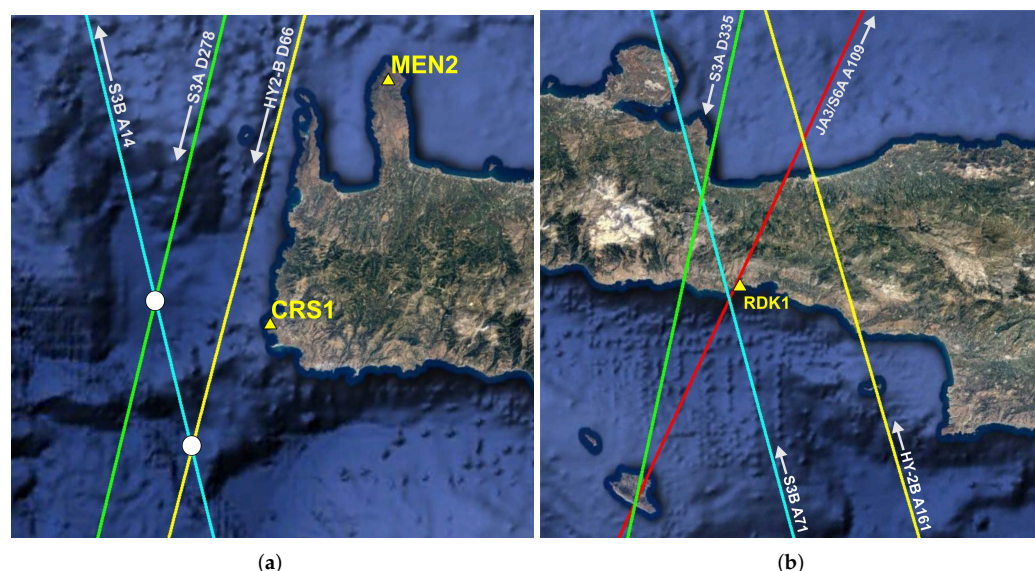 S3B A14
S3A D278
HY2-B D66
MEN2
CRS1
(a)
S3A D335
JA3/S6A A109
RDK1
S3B A71
HY-2B A161
(b)